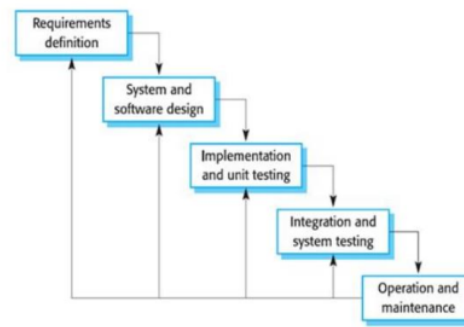 Requirements
definition
System and
software design
Implementation
and unit testing
Integration and
system testing
Operation and
maintenance